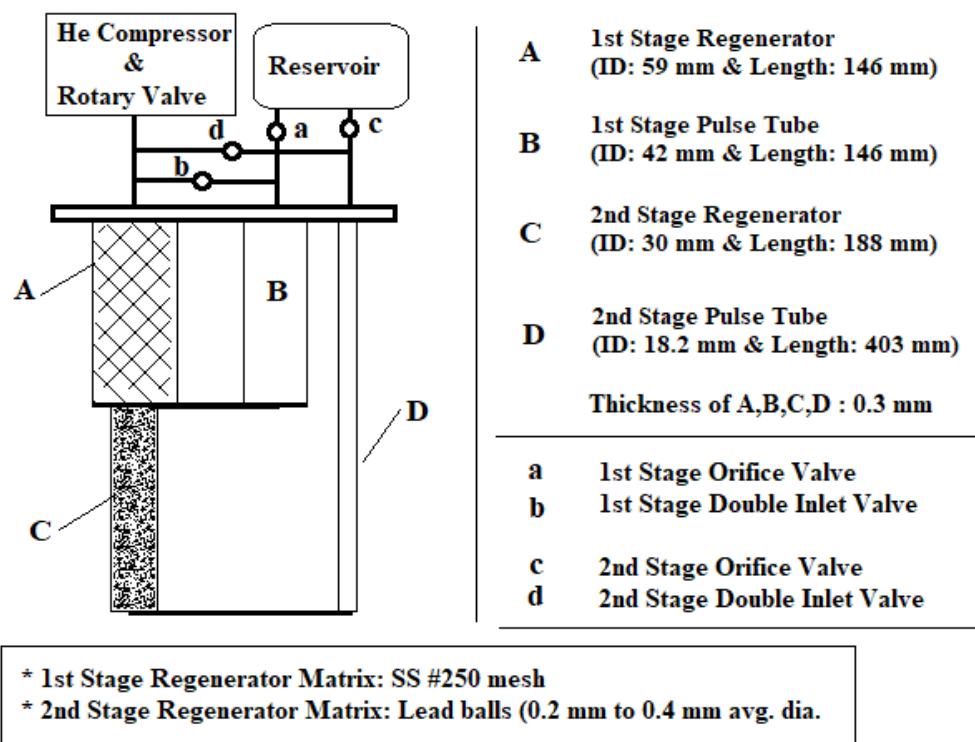 He Compressor
&
Rotary Valve
Reservoir
d
a
c
b
A
B
C
D
A
1st Stage Regenerator
(ID: 59 mm & Length: 146 mm)
B
1st Stage Pulse Tube
(ID: 42 mm & Length: 146 mm)
C
2nd Stage Regenerator
(ID: 30 mm & Length: 188 mm)
D
2nd Stage Pulse Tube
(ID: 18.2 mm & Length: 403 mm)
Thickness of A,B,C,D : 0.3 mm
a 1st Stage Orifice Valve
b 1st Stage Double Inlet Valve
c 2nd Stage Orifice Valve
d 2nd Stage Double Inlet Valve
* 1st Stage Regenerator Matrix: SS #250 mesh
* 2nd Stage Regenerator Matrix: Lead balls (0.2 mm to 0.4 mm avg. dia.